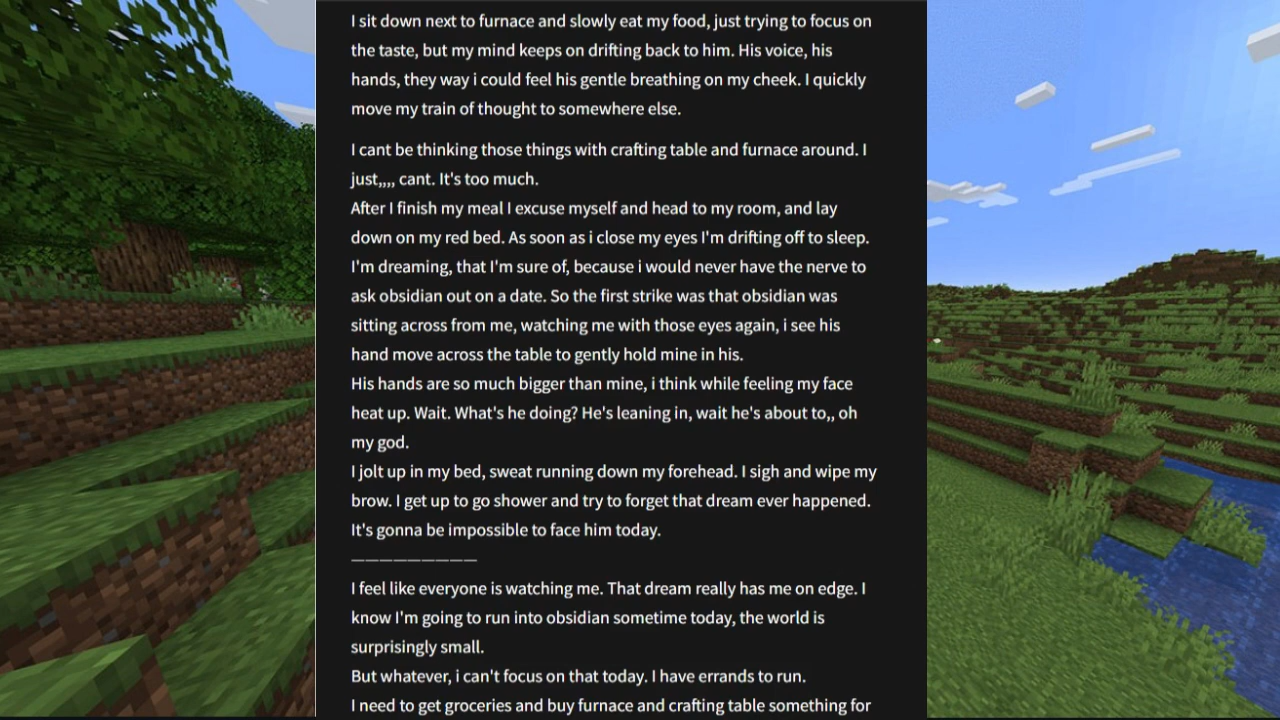 I sit down next to furnace and slowly eat my food, just trying to focus on
the taste, but my mind keeps on drifting back to him. His voice, his
hands, they way i could feel his gentle breathing on my cheek. I quickly
move my train of thought to somewhere else.
I cant be thinking those things with crafting table and furnace around. I
just,,,, cant. It's too much.
After I finish my meal I excuse myself and head to my room, and lay
down on my red bed. As soon as i close my eyes I'm drifting off to sleep.
I'm dreaming, that I'm sure of, because i would never have the nerve to
ask obsidian out on a date. So the first strike was that obsidian was
sitting across from me, watching me with those eyes again, i see his
hand move across the table to gently hold mine in his.
His hands are so much bigger than mine, i think while feeling my face
heat up. Wait. What's he doing? He's leaning in, wait he's about to,, oh
my god.
I jolt up in my bed, sweat running down my forehead. I sigh and wipe my
brow. I get up to go shower and try to forget that dream ever happened.
It's gonna be impossible to face him today.
—————————
I feel like everyone is watching me. That dream really has me on edge. I
know I'm going to run into obsidian sometime today, the world is
surprisingly small.
But whatever, i can't focus on that today. I have errands to run.
I need to get groceries and buy furnace and crafting table something for